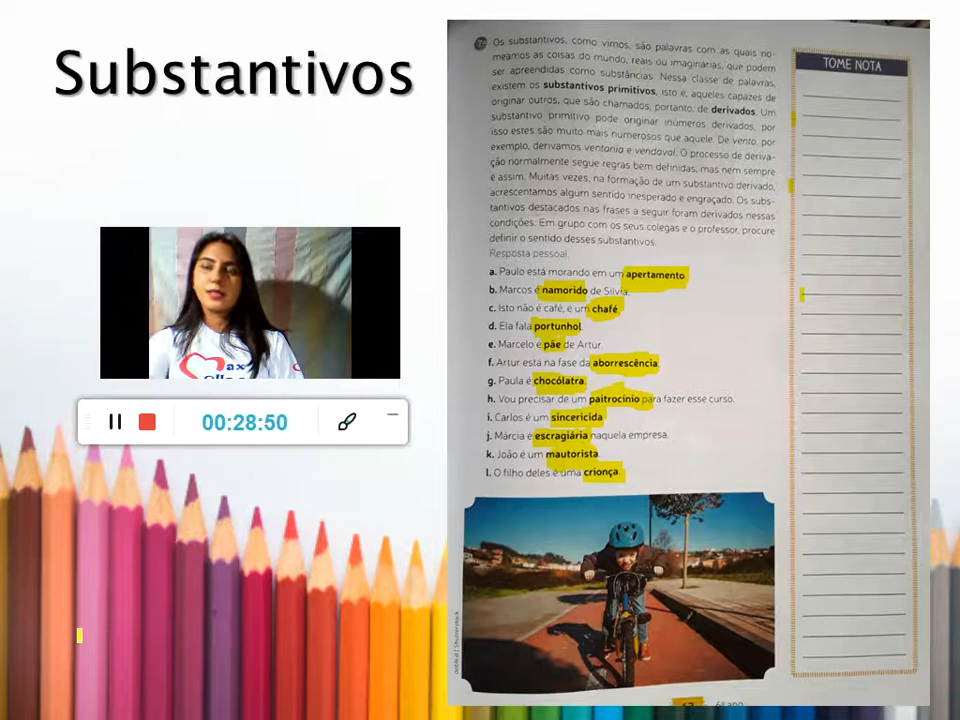 Substantivos
ax
00:28:50
Os substantivos, como vimos, são palavras com as quais no-
meamos as coisas do mundo, reais ou imaginárias, que podem
ser apreendidas como substâncias. Nessa classe de palavras,
existem os substantivos primitivos, isto é, aqueles capazes de
originar outros, que são chamados, portanto, de derivados. Um
substantivo primitivo pode originar inúmeros derivados, por
isso estes são muito mais numerosos que aquele. De vento, por
exemplo, derivamos ventania e vendaval. O processo de deriva-
ção normalmente segue regras bem definidas, mas nem sempre
é assim. Muitas vezes, na formação de um substantivo derivado,
acrescentamos algum sentido inesperado e engraçado. Os subs-
tantivos destacados nas frases a seguir foram derivados nessas
condições. Em grupo com os seus colegas e o professor, procure
definir o sentido desses substantivos.
Resposta pessoal.
a. Paulo está morando em um apertamento.
b. Marcos é namorido de Silvia.
c. Isto não é café, é um chafé.
d. Ela fala portunhol.
e. Marcelo é pãe de Artur.
f. Artur está na fase da aborrescência.
g. Paula é chocólatra.
h. Vou precisar de um paitrocínio para fazer esse curso.
i. Carlos é um sincericida.
j. Márcia é escragiária naquela empresa.
k. João é um mautorista.
l. O filho deles é uma crionça.
TOME NOTA
| Shutterstock
6º ano